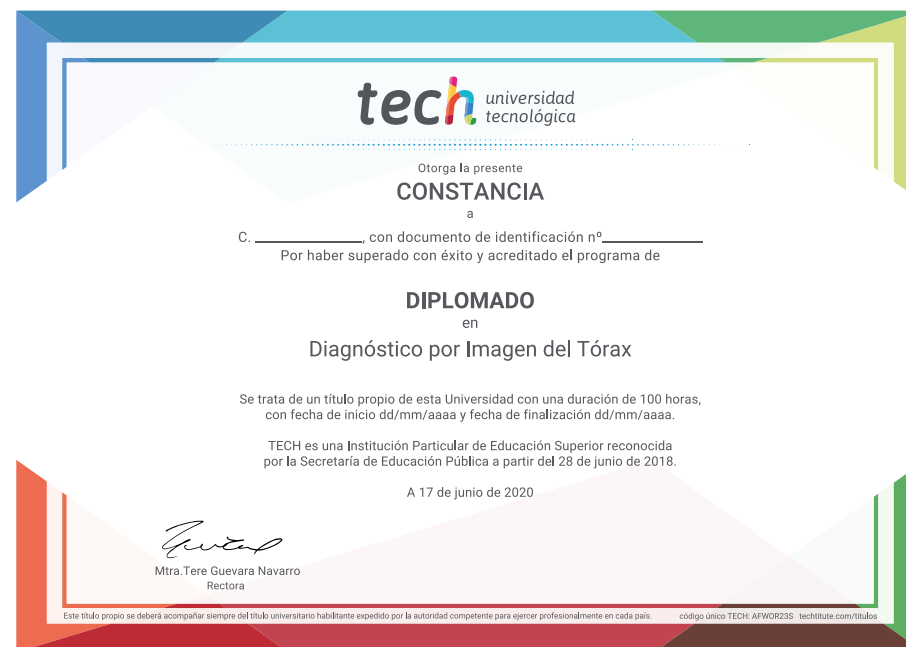 tech universidad
tecnológica
Otorga la presente
CONSTANCIA
a
C. ____________, con documento de identificación nº____________
Por haber superado con éxito y acreditado el programa de
DIPLOMADO
en
Diagnóstico por Imagen del Tórax
Se trata de un título propio de esta Universidad con una duración de 100 horas,
con fecha de inicio dd/mm/aaaa y fecha de finalización dd/mm/aaaa.
TECH es una Institución Particular de Educación Superior reconocida
por la Secretaría de Educación Pública a partir del 28 de junio de 2018.
A 17 de junio de 2020
Mtra.Tere Guevara Navarro
Rectora
Este título propio se deberá acompañar siempre del título universitario habilitante expedido por la autoridad competente para ejercer profesionalmente en cada país. código único TECH: AFWOR23S techtitute.com/titulos